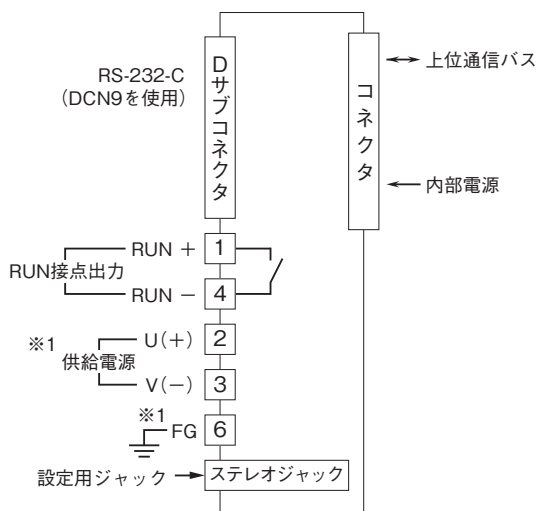 RS-232-C
（DCN9を使用）
Dサブコネクタ
コネクタ
上位通信バス
内部電源
RUN接点出力
RUN ＋
1
RUN －
4
※1
供給電源
U（＋）
2
V（－）
3
※1
FG
6
設定用ジャック
ステレオジャック